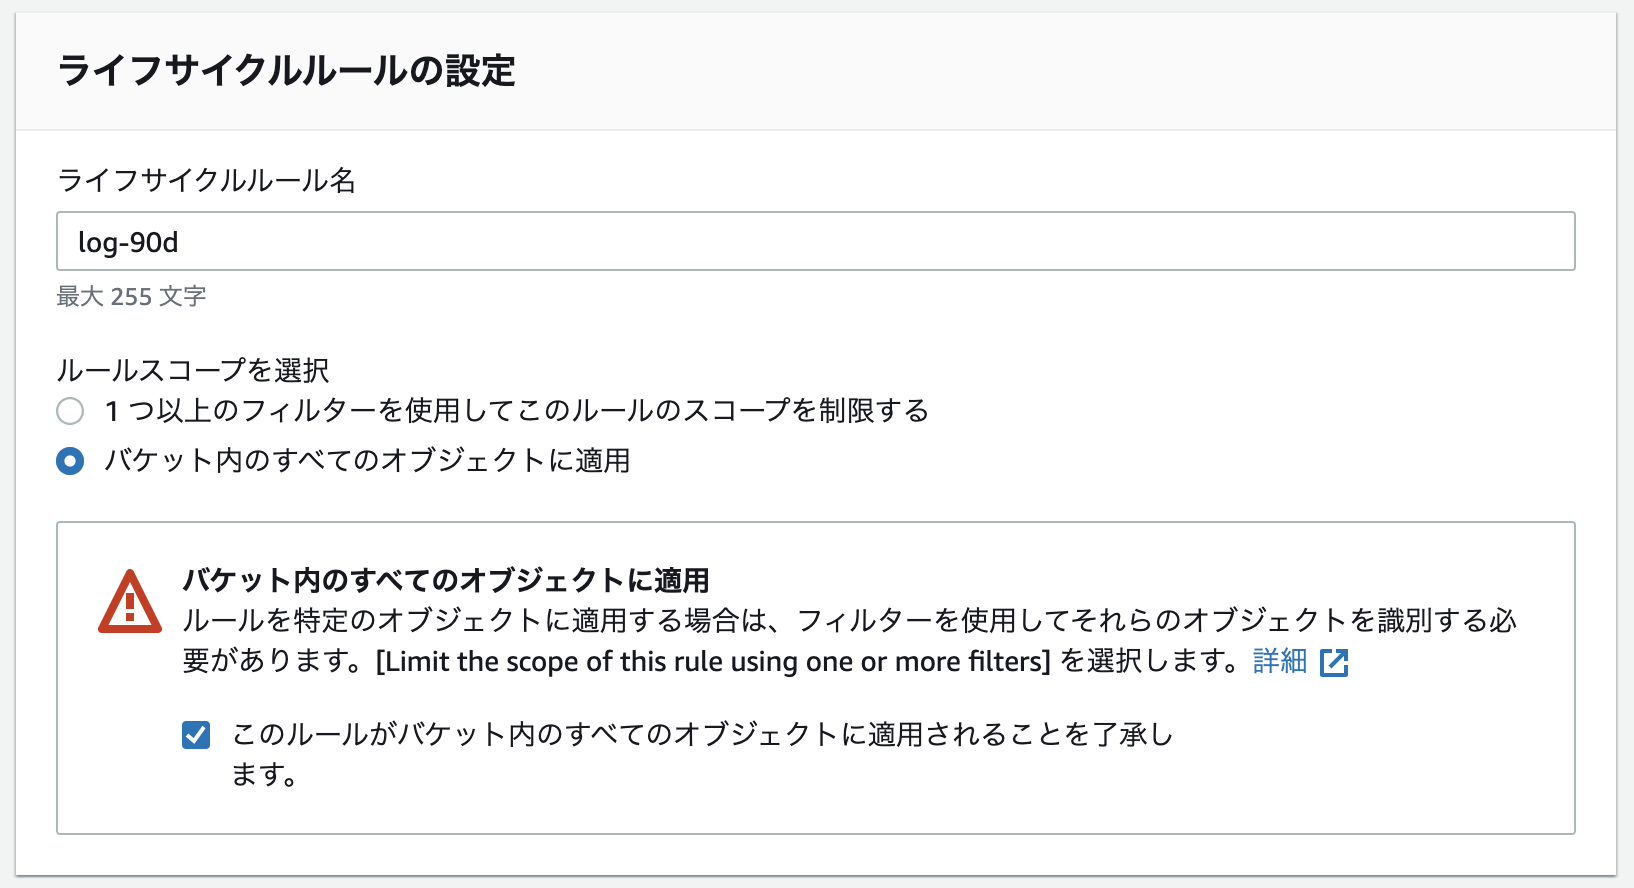 ライフサイクルルールの設定
ライフサイクルルール名
log-90d
最大 255 文字
ルールスコープを選択
1 つ以上のフィルターを使用してこのルールのスコープを制限する
バケット内のすべてのオブジェクトに適用
バケット内のすべてのオブジェクトに適用
ルールを特定のオブジェクトに適用する場合は、フィルターを使用してそれらのオブジェクトを識別する必
要があります。[Limit the scope of this rule using one or more filters] を選択します。詳細
このルールがバケット内のすべてのオブジェクトに適用されることを了承し
ます。